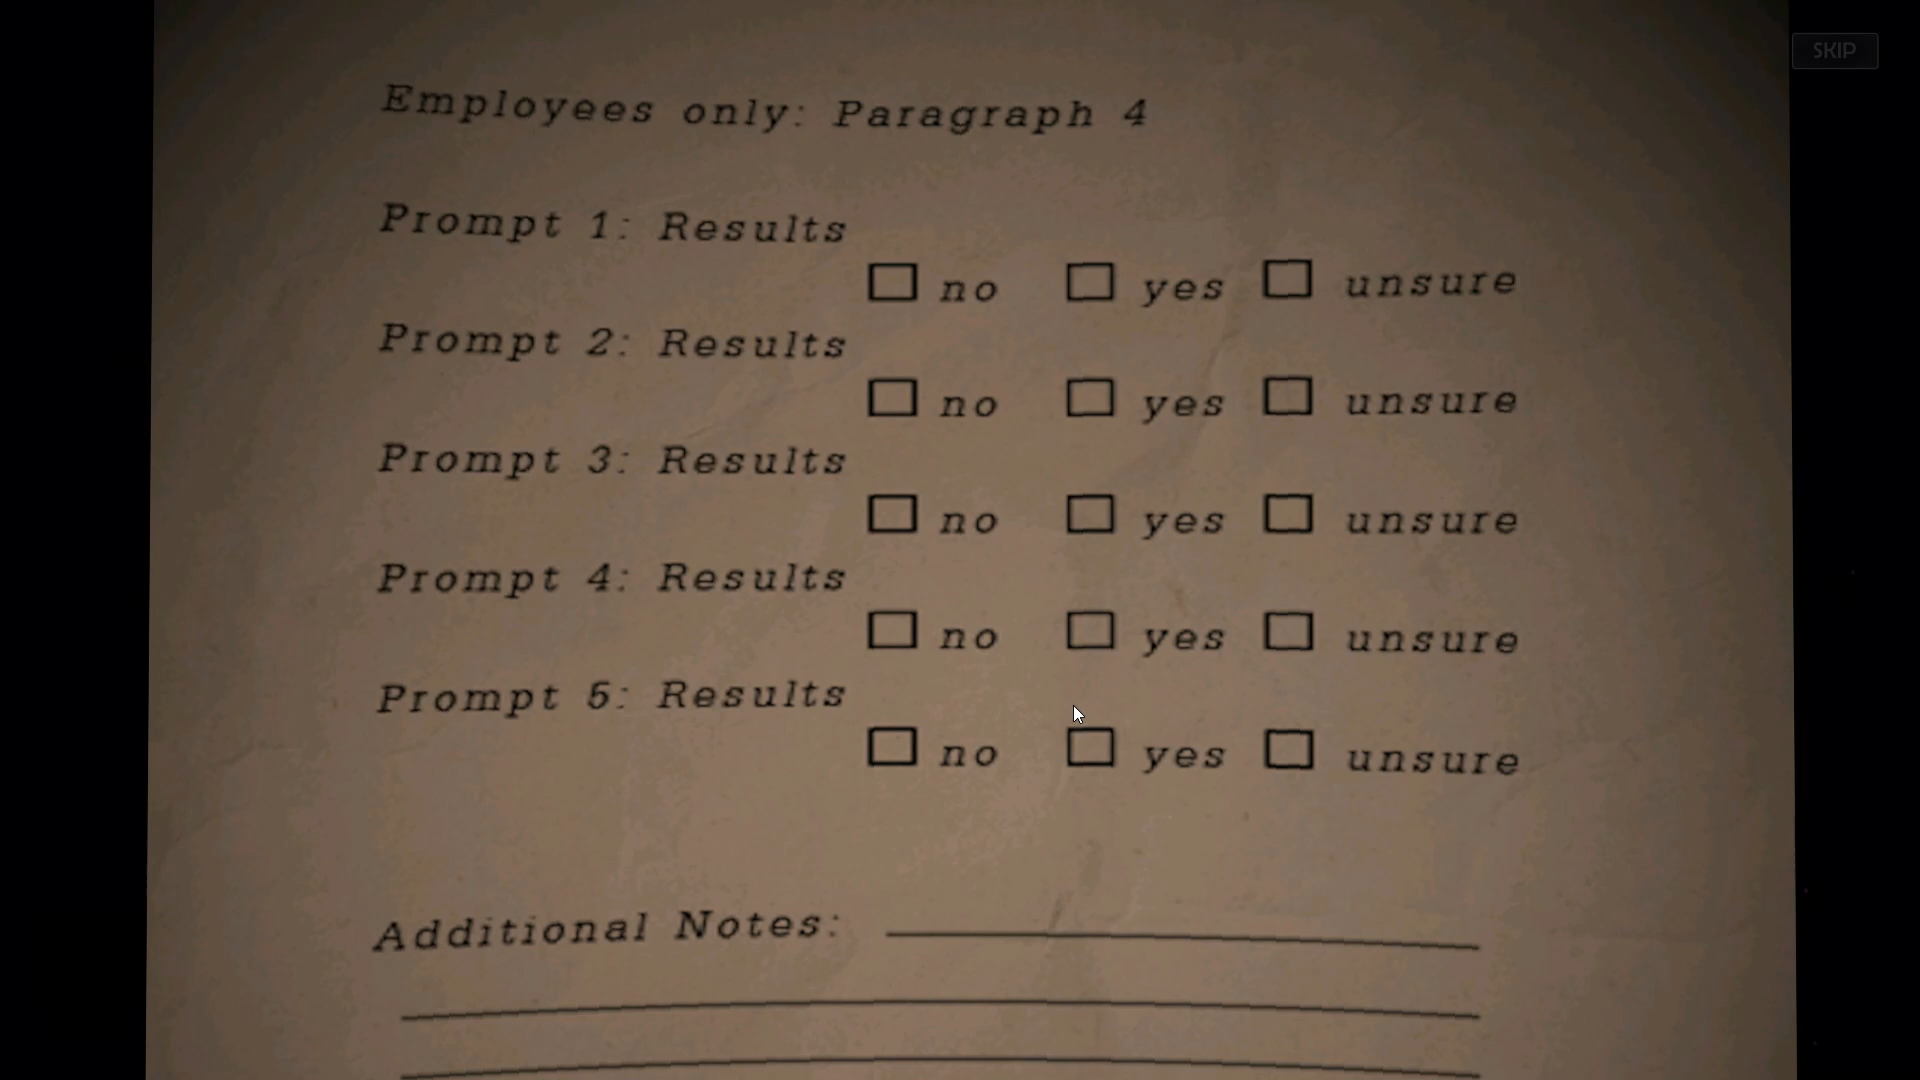 SKIP
Employees only: Paragraph 4
Prompt 1: Results
no yes unsure
Prompt 2: Results
no yes unsure
Prompt 3: Results
no yes unsure
Prompt 4: Results
no yes unsure
Prompt 5: Results
no yes unsure
Additional Notes: